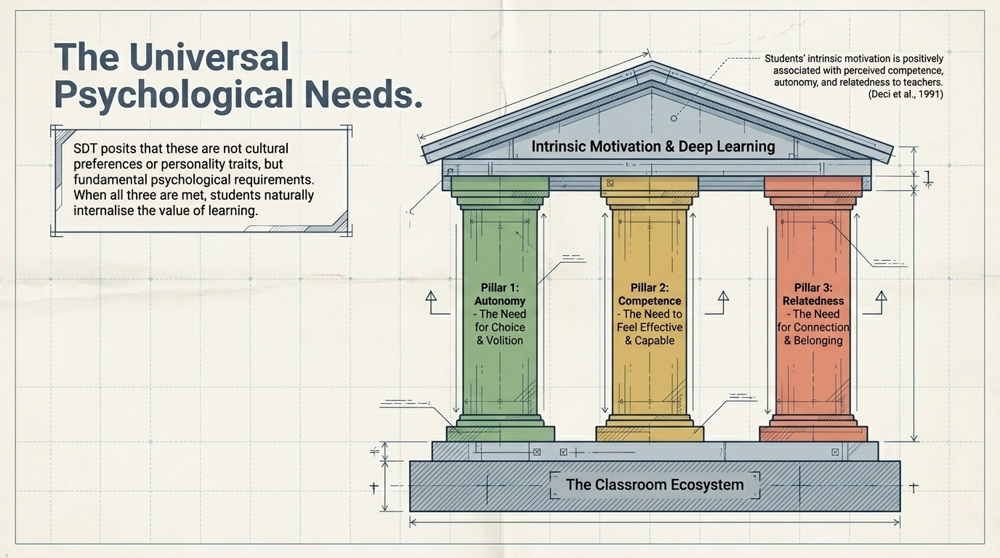 The Universal
Psychological Needs.
SDT posits that these are not cultural
preferences or personality traits, but
fundamental psychological requirements.
When all three are met, students naturally
internalise the value of learning.
Students' intrinsic motivation is positively
associated with perceived competence,
autonomy, and relatedness to teachers.
(Deci et al., 1991)
Intrinsic Motivation & Deep Learning
Pillar 1:
Autonomy
- The Need
for Choice
& Volition
Pillar 2:
Competence
- The Need to
Feel Effective
& Capable
Pillar 3:
Relatedness
- The Need
for Connection
& Belonging
The Classroom Ecosystem